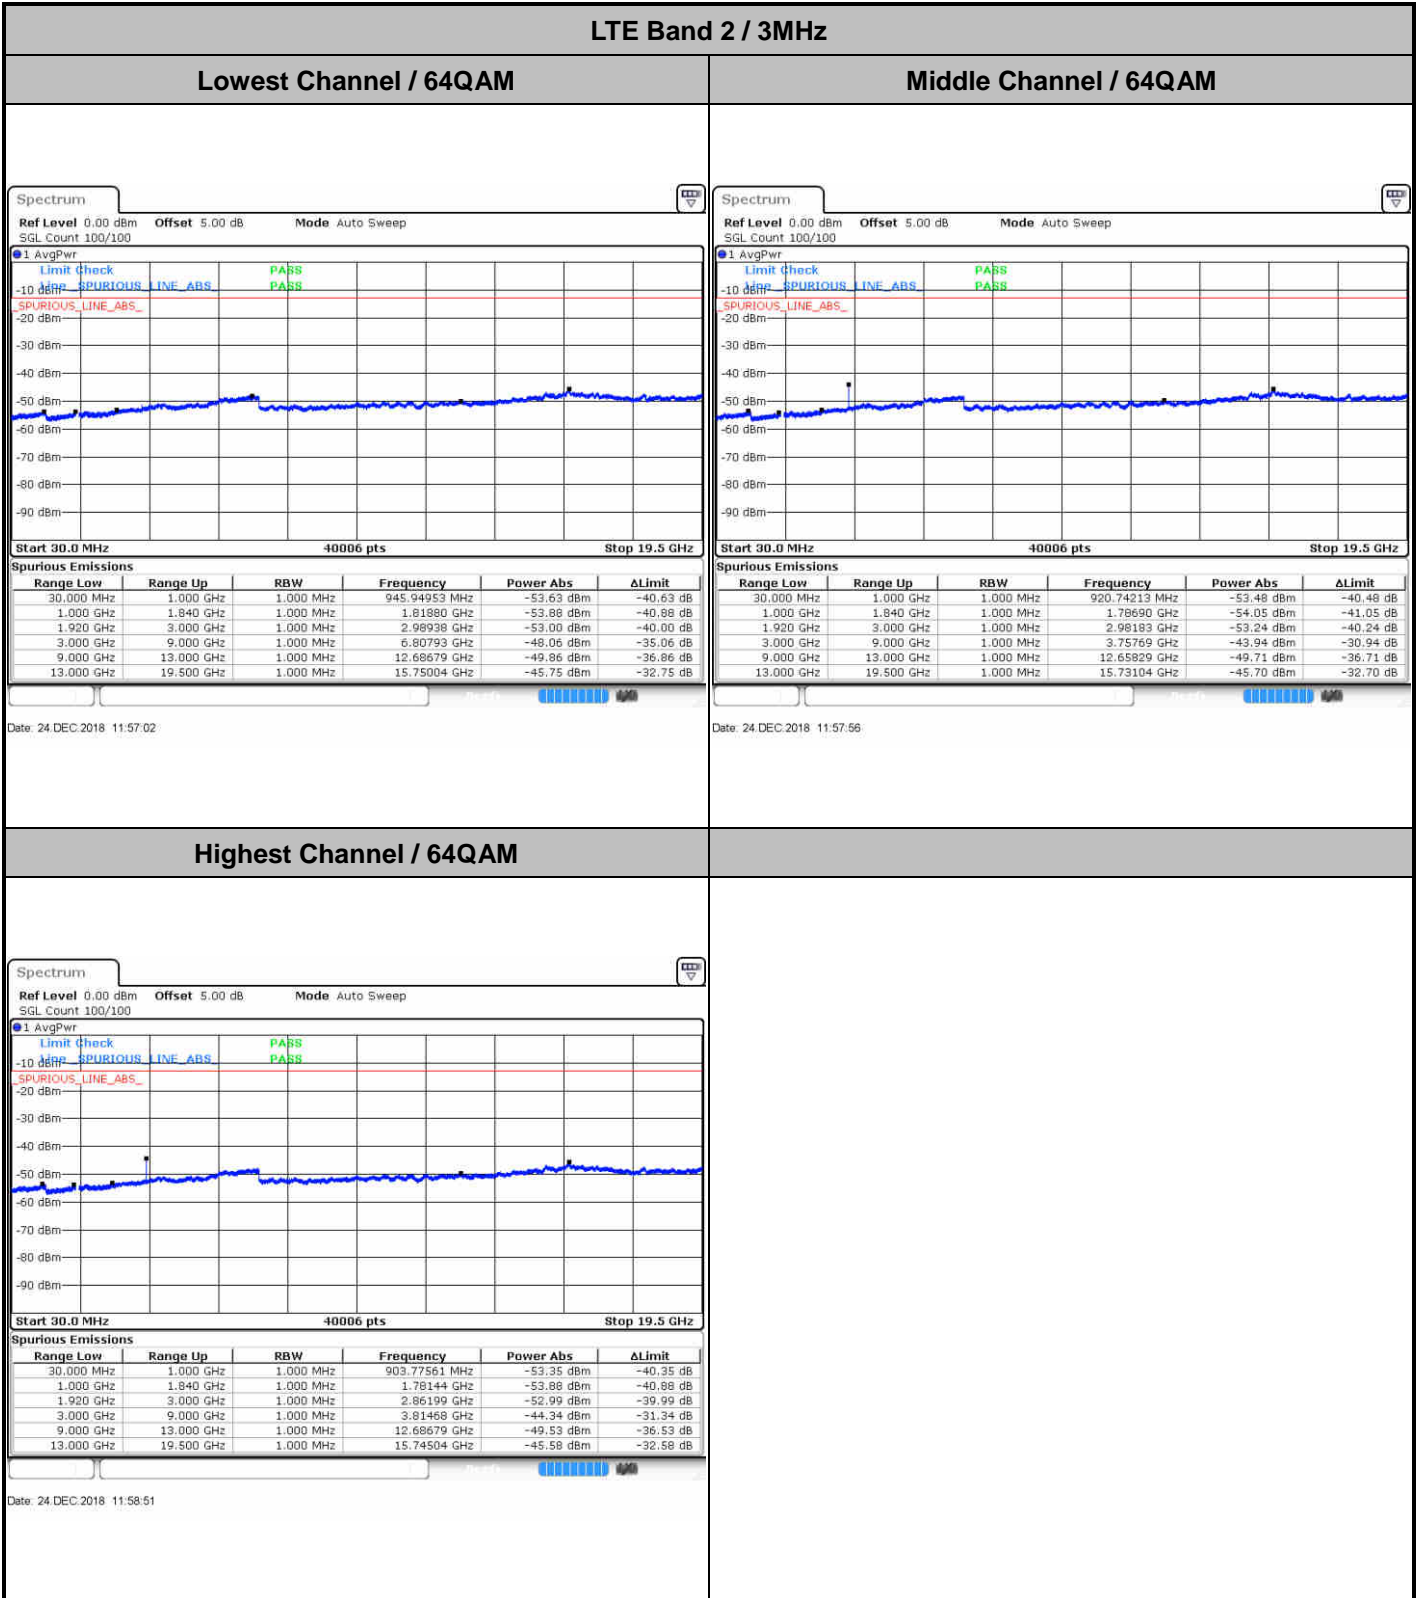 LTE Band 2 / 3MHz
Lowest Channel / 64QAM
Middle Channel / 64QAM
Spectrum
Ref Level 0.00 dBm Offset 5.00 dB Mode Auto Sweep
SGL Count 100/100
1 AvgPwr
Limit Check PASS
Line _SPURIOUS_LINE_ABS_ PASS
-10 dBm
_SPURIOUS_LINE_ABS_
-20 dBm
-30 dBm
-40 dBm
-50 dBm
-60 dBm
-70 dBm
-80 dBm
-90 dBm
Start 30.0 MHz 40006 pts Stop 19.5 GHz
Spurious Emissions
Range Low Range Up RBW Frequency Power Abs ΔLimit
30.000 MHz 1.000 GHz 1.000 MHz 945.94953 MHz -53.63 dBm -40.63 dB
1.000 GHz 1.840 GHz 1.000 MHz 1.81880 GHz -53.88 dBm -40.88 dB
1.920 GHz 3.000 GHz 1.000 MHz 2.98938 GHz -53.00 dBm -40.00 dB
3.000 GHz 9.000 GHz 1.000 MHz 6.80793 GHz -48.06 dBm -35.06 dB
9.000 GHz 13.000 GHz 1.000 MHz 12.68679 GHz -49.86 dBm -36.86 dB
13.000 GHz 19.500 GHz 1.000 MHz 15.75004 GHz -45.75 dBm -32.75 dB
Date: 24.DEC.2018 11:57:02
Spectrum
Ref Level 0.00 dBm Offset 5.00 dB Mode Auto Sweep
SGL Count 100/100
1 AvgPwr
Limit Check PASS
Line _SPURIOUS_LINE_ABS_ PASS
-10 dBm
_SPURIOUS_LINE_ABS_
-20 dBm
-30 dBm
-40 dBm
-50 dBm
-60 dBm
-70 dBm
-80 dBm
-90 dBm
Start 30.0 MHz 40006 pts Stop 19.5 GHz
Spurious Emissions
Range Low Range Up RBW Frequency Power Abs ΔLimit
30.000 MHz 1.000 GHz 1.000 MHz 920.74213 MHz -53.48 dBm -40.48 dB
1.000 GHz 1.840 GHz 1.000 MHz 1.78690 GHz -54.05 dBm -41.05 dB
1.920 GHz 3.000 GHz 1.000 MHz 2.98183 GHz -53.24 dBm -40.24 dB
3.000 GHz 9.000 GHz 1.000 MHz 3.75769 GHz -43.94 dBm -30.94 dB
9.000 GHz 13.000 GHz 1.000 MHz 12.65829 GHz -49.71 dBm -36.71 dB
13.000 GHz 19.500 GHz 1.000 MHz 15.73104 GHz -45.70 dBm -32.70 dB
Date: 24.DEC.2018 11:57:56
Highest Channel / 64QAM
Spectrum
Ref Level 0.00 dBm Offset 5.00 dB Mode Auto Sweep
SGL Count 100/100
1 AvgPwr
Limit Check PASS
Line _SPURIOUS_LINE_ABS_ PASS
-10 dBm
_SPURIOUS_LINE_ABS_
-20 dBm
-30 dBm
-40 dBm
-50 dBm
-60 dBm
-70 dBm
-80 dBm
-90 dBm
Start 30.0 MHz 40006 pts Stop 19.5 GHz
Spurious Emissions
Range Low Range Up RBW Frequency Power Abs ΔLimit
30.000 MHz 1.000 GHz 1.000 MHz 903.77561 MHz -53.35 dBm -40.35 dB
1.000 GHz 1.840 GHz 1.000 MHz 1.78144 GHz -53.88 dBm -40.88 dB
1.920 GHz 3.000 GHz 1.000 MHz 2.86199 GHz -52.99 dBm -39.99 dB
3.000 GHz 9.000 GHz 1.000 MHz 3.81468 GHz -44.34 dBm -31.34 dB
9.000 GHz 13.000 GHz 1.000 MHz 12.68679 GHz -49.53 dBm -36.53 dB
13.000 GHz 19.500 GHz 1.000 MHz 15.74504 GHz -45.58 dBm -32.58 dB
Date: 24.DEC.2018 11:58:51